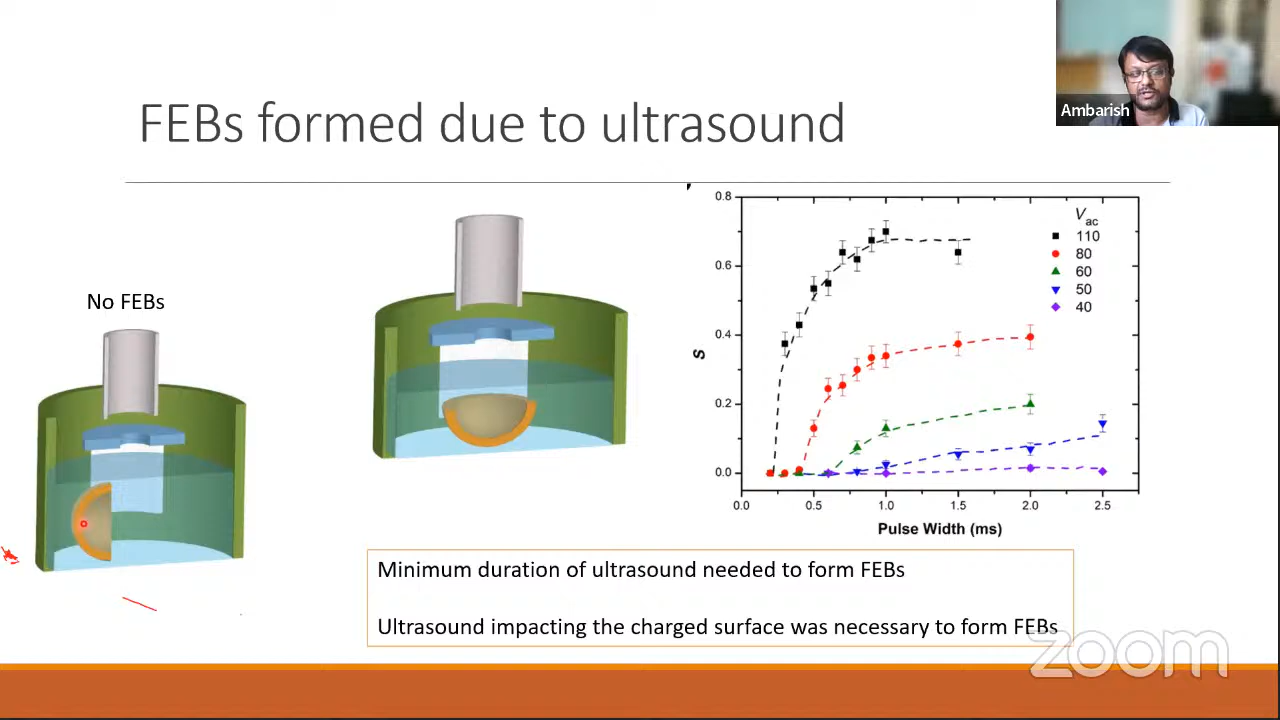 Ambarish
FEBs formed due to ultrasound
No FEBs
0.8
0.6
0.4
0.2
0.0
S
V ac
110
80
60
50
40
0.0 0.5 1.0 1.5 2.0 2.5
Pulse Width (ms)
Minimum duration of ultrasound needed to form FEBs
Ultrasound impacting the charged surface was necessary to form FEBs
zoom